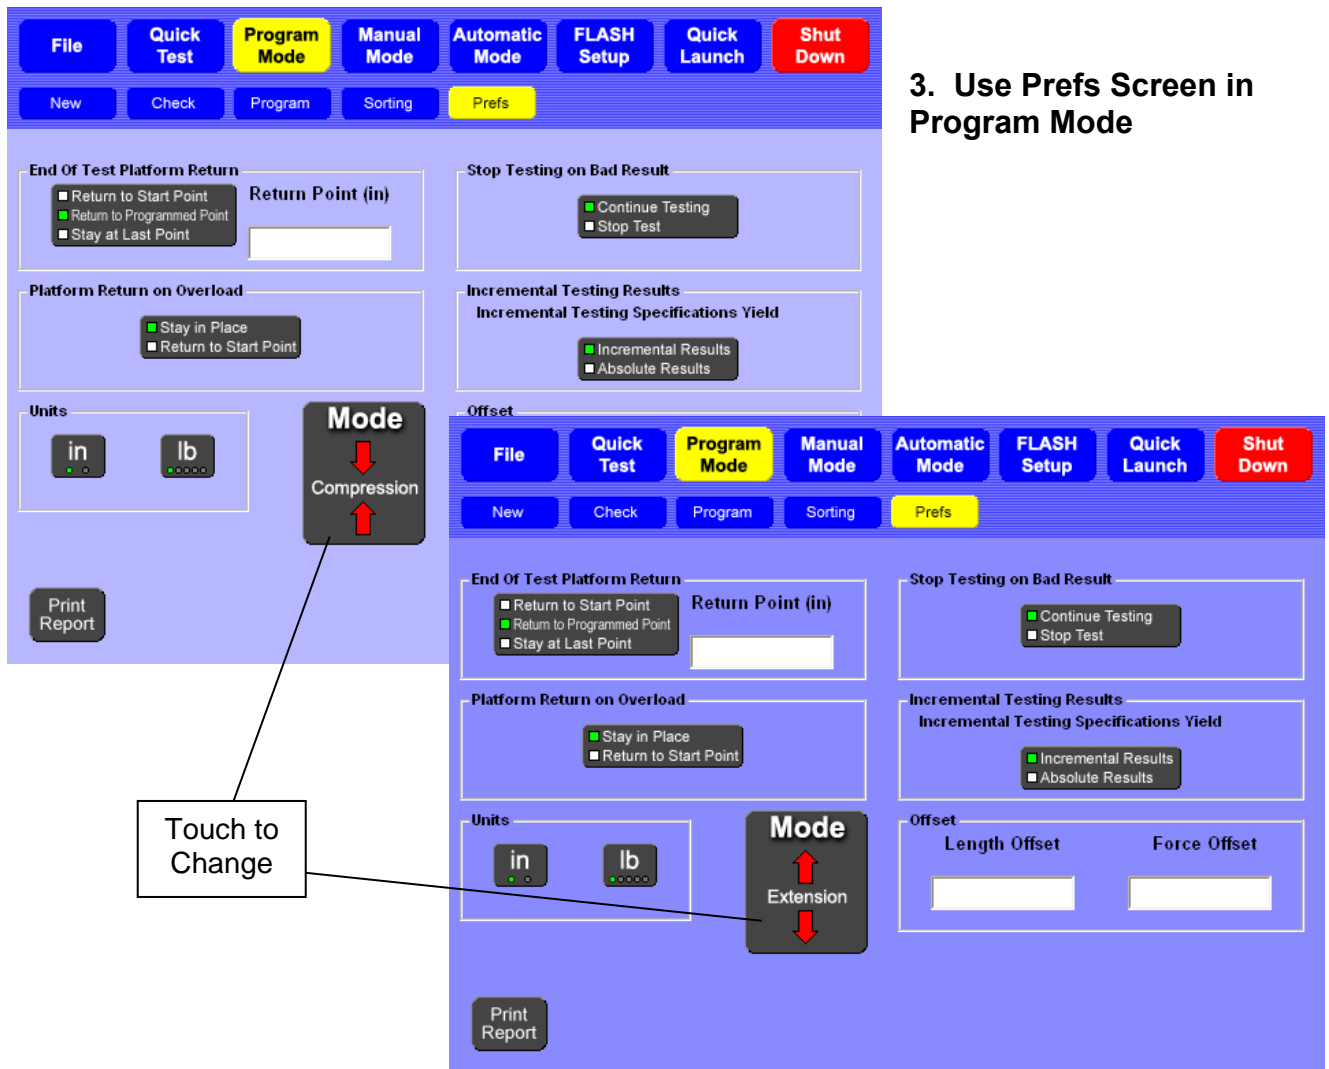 File
Quick
Test
Program
Mode
Manual
Mode
Automatic
Mode
FLASH
Setup
Quick
Launch
Shut
Down
New
Check
Program
Sorting
Prefs
3. Use Prefs Screen in
Program Mode
End Of Test Platform Return
Return to Start Point
Return to Programmed Point
Stay at Last Point
Return Point (in)
Stop Testing on Bad Result
Continue Testing
Stop Test
Platform Return on Overload
Stay in Place
Return to Start Point
Incremental Testing Results
Incremental Testing Specifications Yield
Incremental Results
Absolute Results
Units
in
lb
Mode
Compression
Offset
Print
Report
File
Quick
Test
Program
Mode
Manual
Mode
Automatic
Mode
FLASH
Setup
Quick
Launch
Shut
Down
New
Check
Program
Sorting
Prefs
End Of Test Platform Return
Return to Start Point
Return to Programmed Point
Stay at Last Point
Return Point (in)
Stop Testing on Bad Result
Continue Testing
Stop Test
Platform Return on Overload
Stay in Place
Return to Start Point
Incremental Testing Results
Incremental Testing Specifications Yield
Incremental Results
Absolute Results
Units
in
lb
Mode
Extension
Offset
Length Offset
Force Offset
Print
Report
Touch to
Change